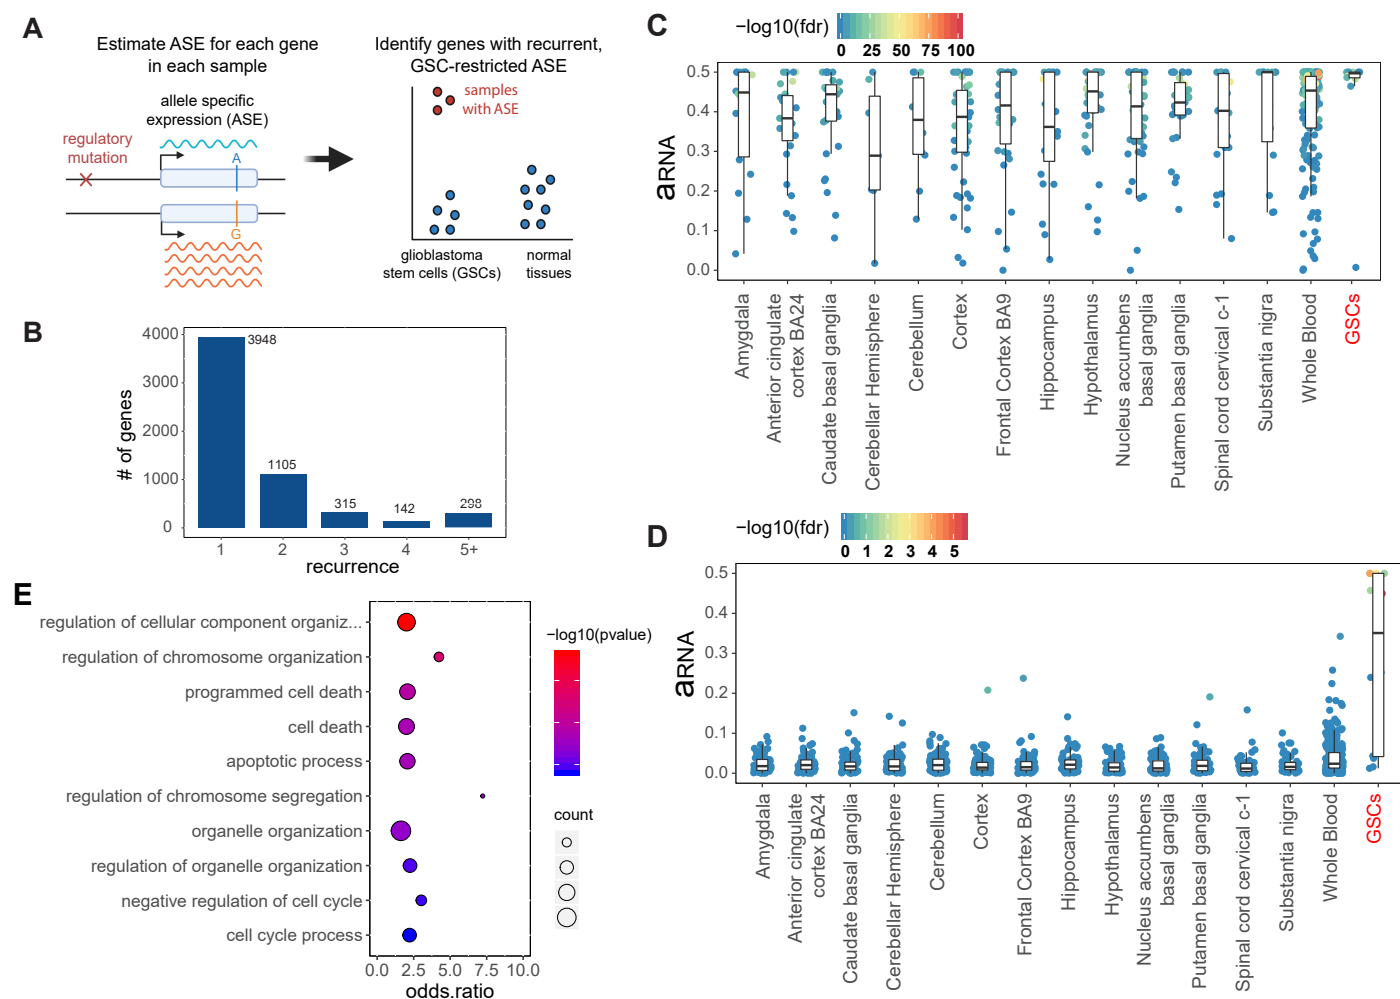 A
Estimate ASE for each gene
in each sample
allele specific
expression (ASE)
regulatory
mutation
A
G
Identify genes with recurrent,
GSC-restricted ASE
samples
with ASE
glioblastoma
stem cells (GSCs)
normal
tissues
B
# of genes
4000
3000
2000
1000
0
3948
1105
315
142
298
1
2
3
4
5+
recurrence
C
−log10(fdr)
0
25
50
75
100
aRNA
0.5
0.4
0.3
0.2
0.1
0.0
Amygdala
Anterior cingulate
cortex BA24
Caudate basal ganglia
Cerebellar Hemisphere
Cerebellum
Cortex
Frontal Cortex BA9
Hippocampus
Hypothalamus
Nucleus accumbens
basal ganglia
Putamen basal ganglia
Spinal cord cervical c-1
Substantia nigra
Whole Blood
GSCs
D
−log10(fdr)
0
1
2
3
4
5
aRNA
0.5
0.4
0.3
0.2
0.1
0.0
Amygdala
Anterior cingulate
cortex BA24
Caudate basal ganglia
Cerebellar Hemisphere
Cerebellum
Cortex
Frontal Cortex BA9
Hippocampus
Hypothalamus
Nucleus accumbens
basal ganglia
Putamen basal ganglia
Spinal cord cervical c-1
Substantia nigra
Whole Blood
GSCs
E
regulation of cellular component organiz...
regulation of chromosome organization
programmed cell death
cell death
apoptotic process
regulation of chromosome segregation
organelle organization
regulation of organelle organization
negative regulation of cell cycle
cell cycle process
0.0
2.5
5.0
7.5
10.0
odds.ratio
−log10(pvalue)
count